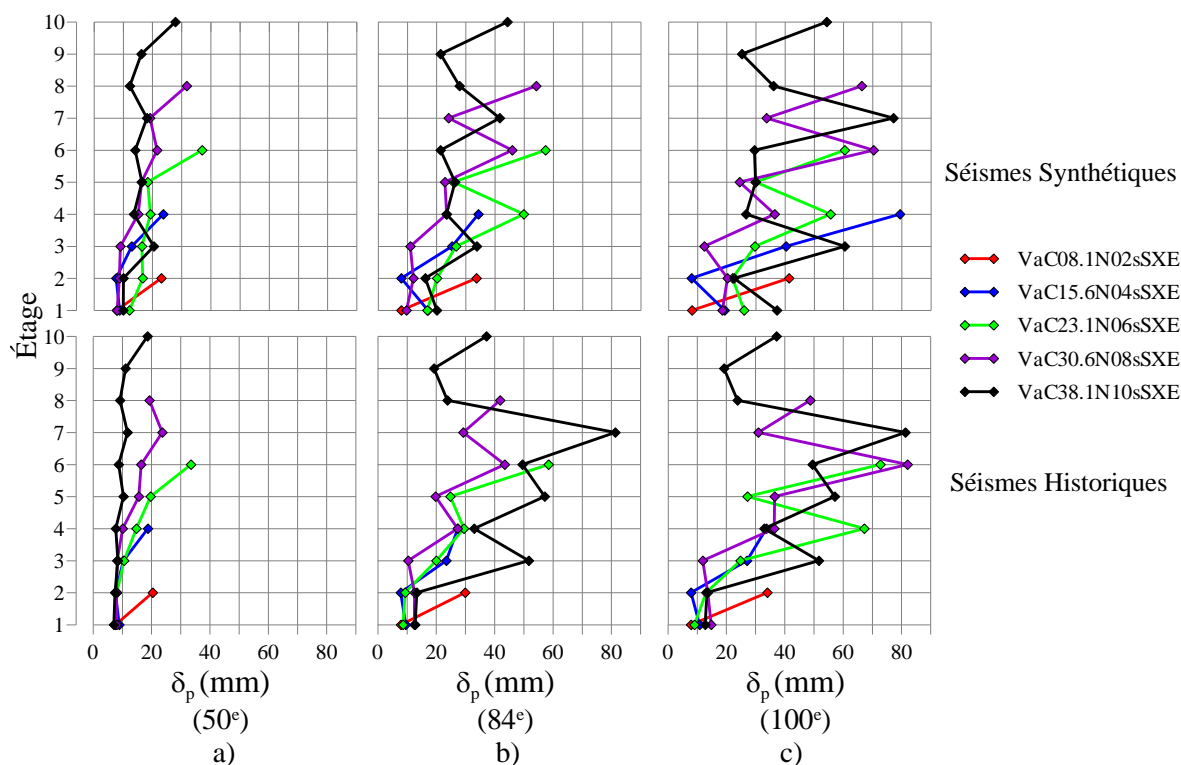 10
9
8
7
6
5
4
3
2
1
10
9
8
7
6
5
4
3
2
1
Étage
0 20 40 60 80
0 20 40 60 80
0 20 40 60 80
δp (mm)
(50e)
a)
δp (mm)
(84e)
b)
δp (mm)
(100e)
c)
Séismes Synthétiques
VaC08.1N02sSXE
VaC15.6N04sSXE
VaC23.1N06sSXE
VaC30.6N08sSXE
VaC38.1N10sSXE
Séismes Historiques